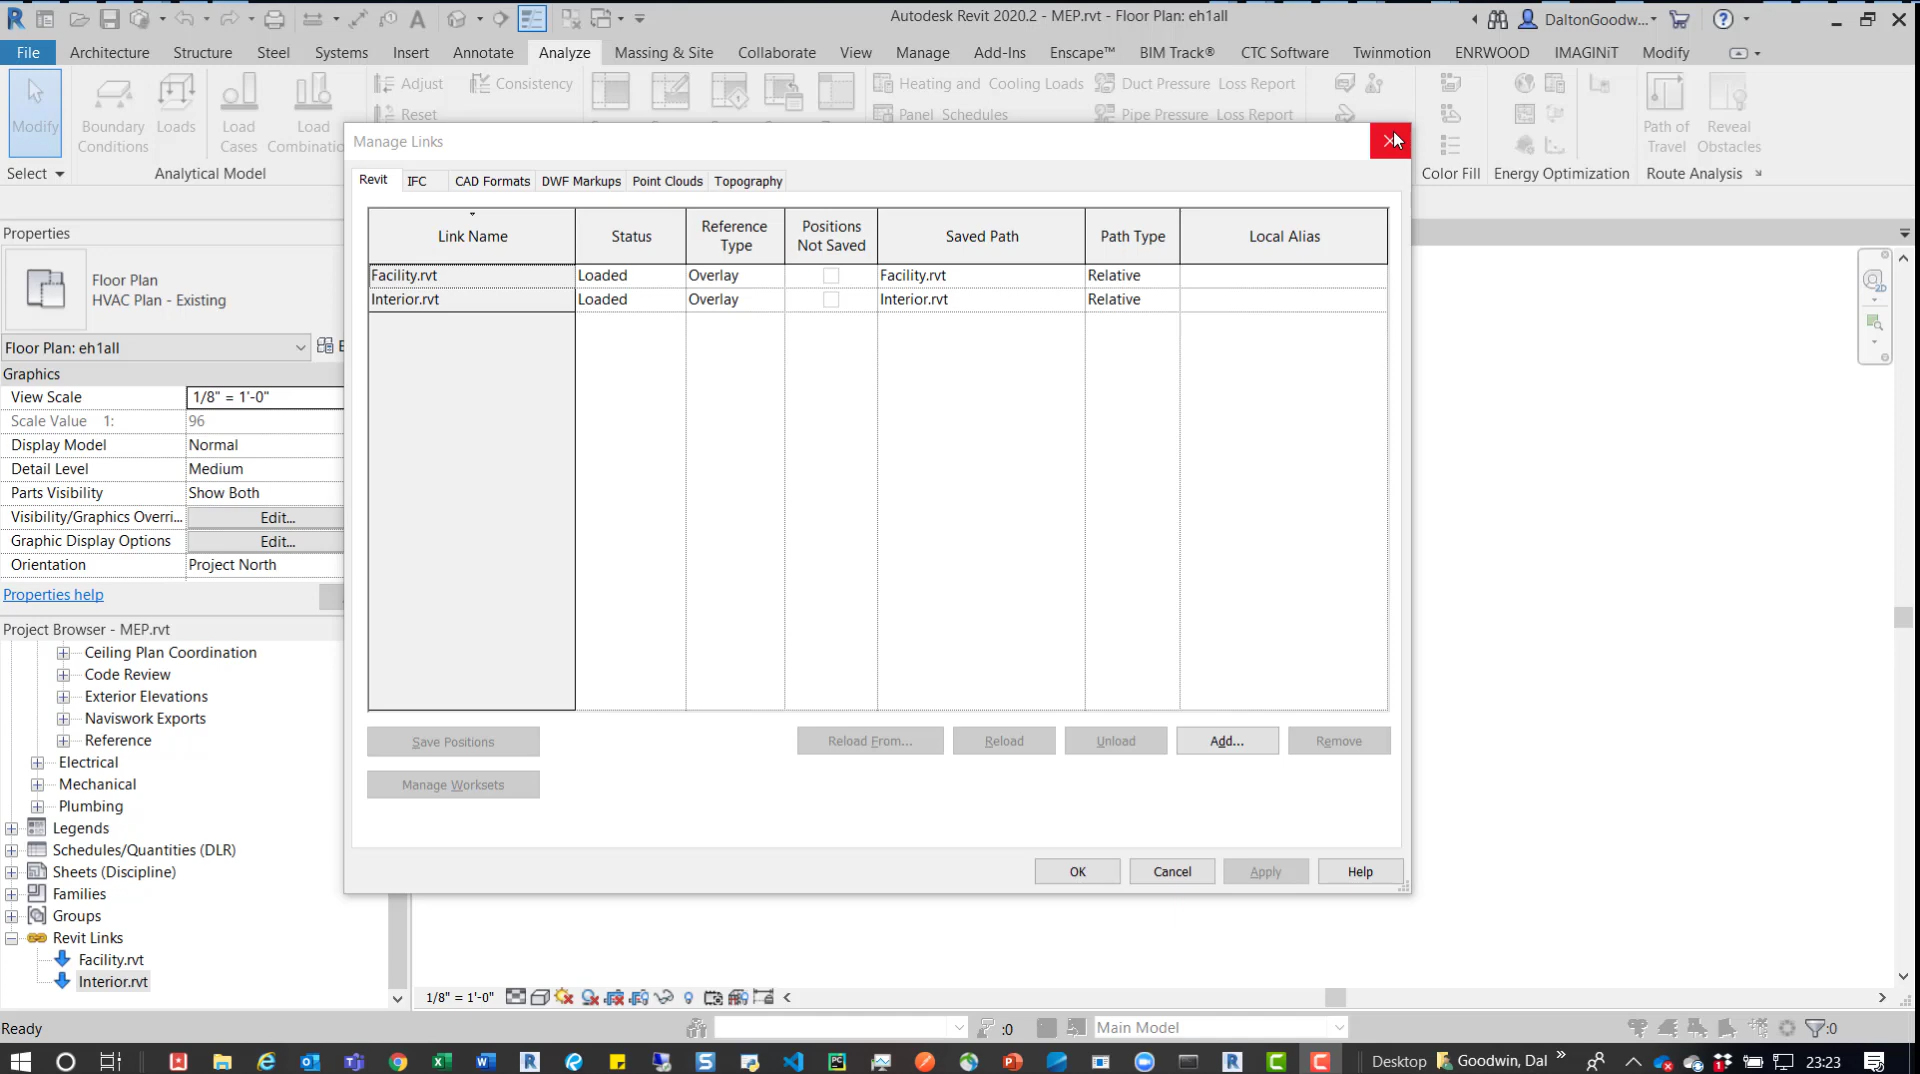 Autodesk Revit 2020.2 - MEP.rvt - Floor Plan: eh1all
DaltonGoodw...
File Architecture Structure Steel Systems Insert Annotate Analyze Massing & Site Collaborate View Manage Add-Ins Enscape™ BIM Track® CTC Software Twinmotion ENRWOOD IMAGINiT Modify
Modify
Boundary Conditions
Loads
Load Cases
Load
Adjust
Reset
Consistency
Heating and Cooling Loads
Panel Schedules
Duct Pressure Loss Report
Pipe Pressure Loss Report
Path of Travel
Reveal Obstacles
Select
Analytical Model
Color Fill
Energy Optimization
Route Analysis
Manage Links
Revit IFC CAD Formats DWF Markups Point Clouds Topography
Link Name Status Reference Type Positions Not Saved Saved Path Path Type Local Alias
Facility.rvt Loaded Overlay Facility.rvt Relative
Interior.rvt Loaded Overlay Interior.rvt Relative
Save Positions
Reload From... Reload Unload Add... Remove
Manage Worksets
OK Cancel Apply Help
Properties
Floor Plan
HVAC Plan - Existing
Floor Plan: eh1all
Graphics
View Scale 1/8" = 1'-0"
Scale Value 1: 96
Display Model Normal
Detail Level Medium
Parts Visibility Show Both
Visibility/Graphics Overri... Edit...
Graphic Display Options Edit...
Orientation Project North
Properties help
Project Browser - MEP.rvt
Ceiling Plan Coordination
Code Review
Exterior Elevations
Naviswork Exports
Reference
Electrical
Mechanical
Plumbing
Legends
Schedules/Quantities (DLR)
Sheets (Discipline)
Families
Groups
Revit Links
Facility.rvt
Interior.rvt
1/8" = 1'-0"
Ready
:0
Main Model
:0
Desktop
Goodwin, Dal
23:23